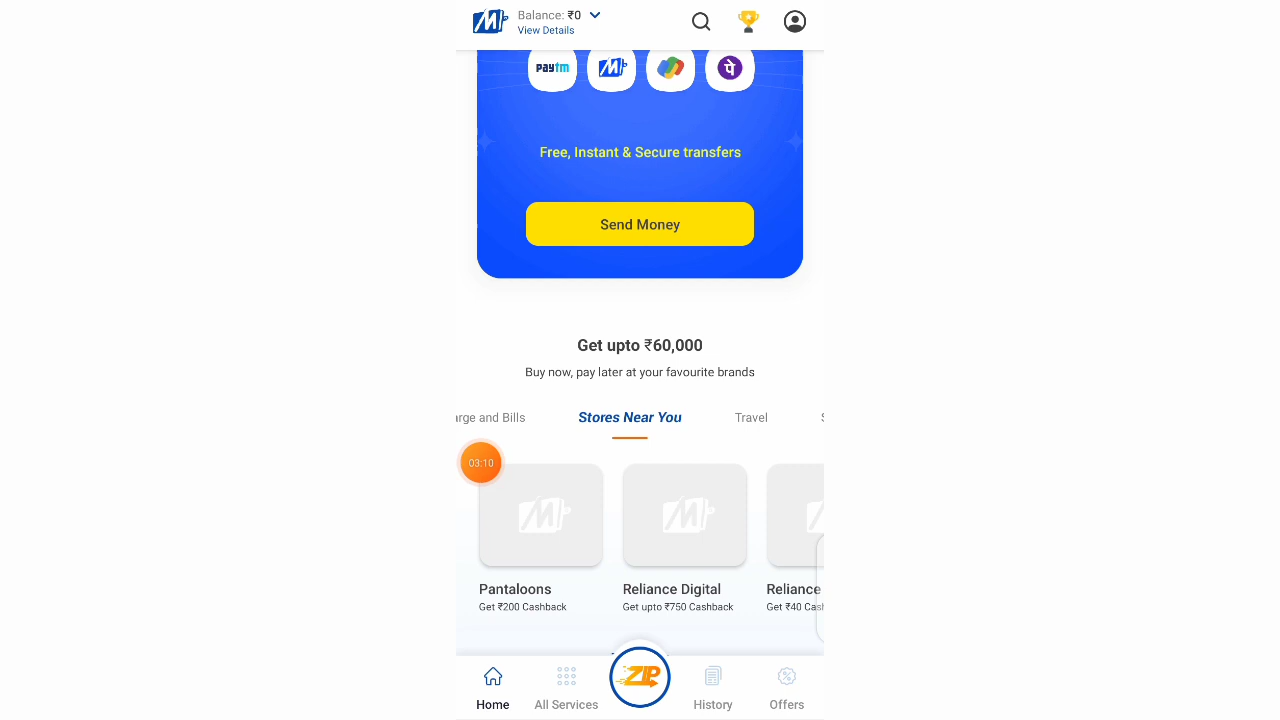 Balance: ₹0
View Details
paytm
पे
Free, Instant & Secure transfers
Send Money
Get upto ₹60,000
Buy now, pay later at your favourite brands
arge and Bills
Stores Near You
Travel
03:10
Pantaloons
Reliance Digital
Reliance
Get ₹200 Cashback
Get upto ₹750 Cashback
Get ₹40 Cash
ZIP
Home
All Services
History
Offers